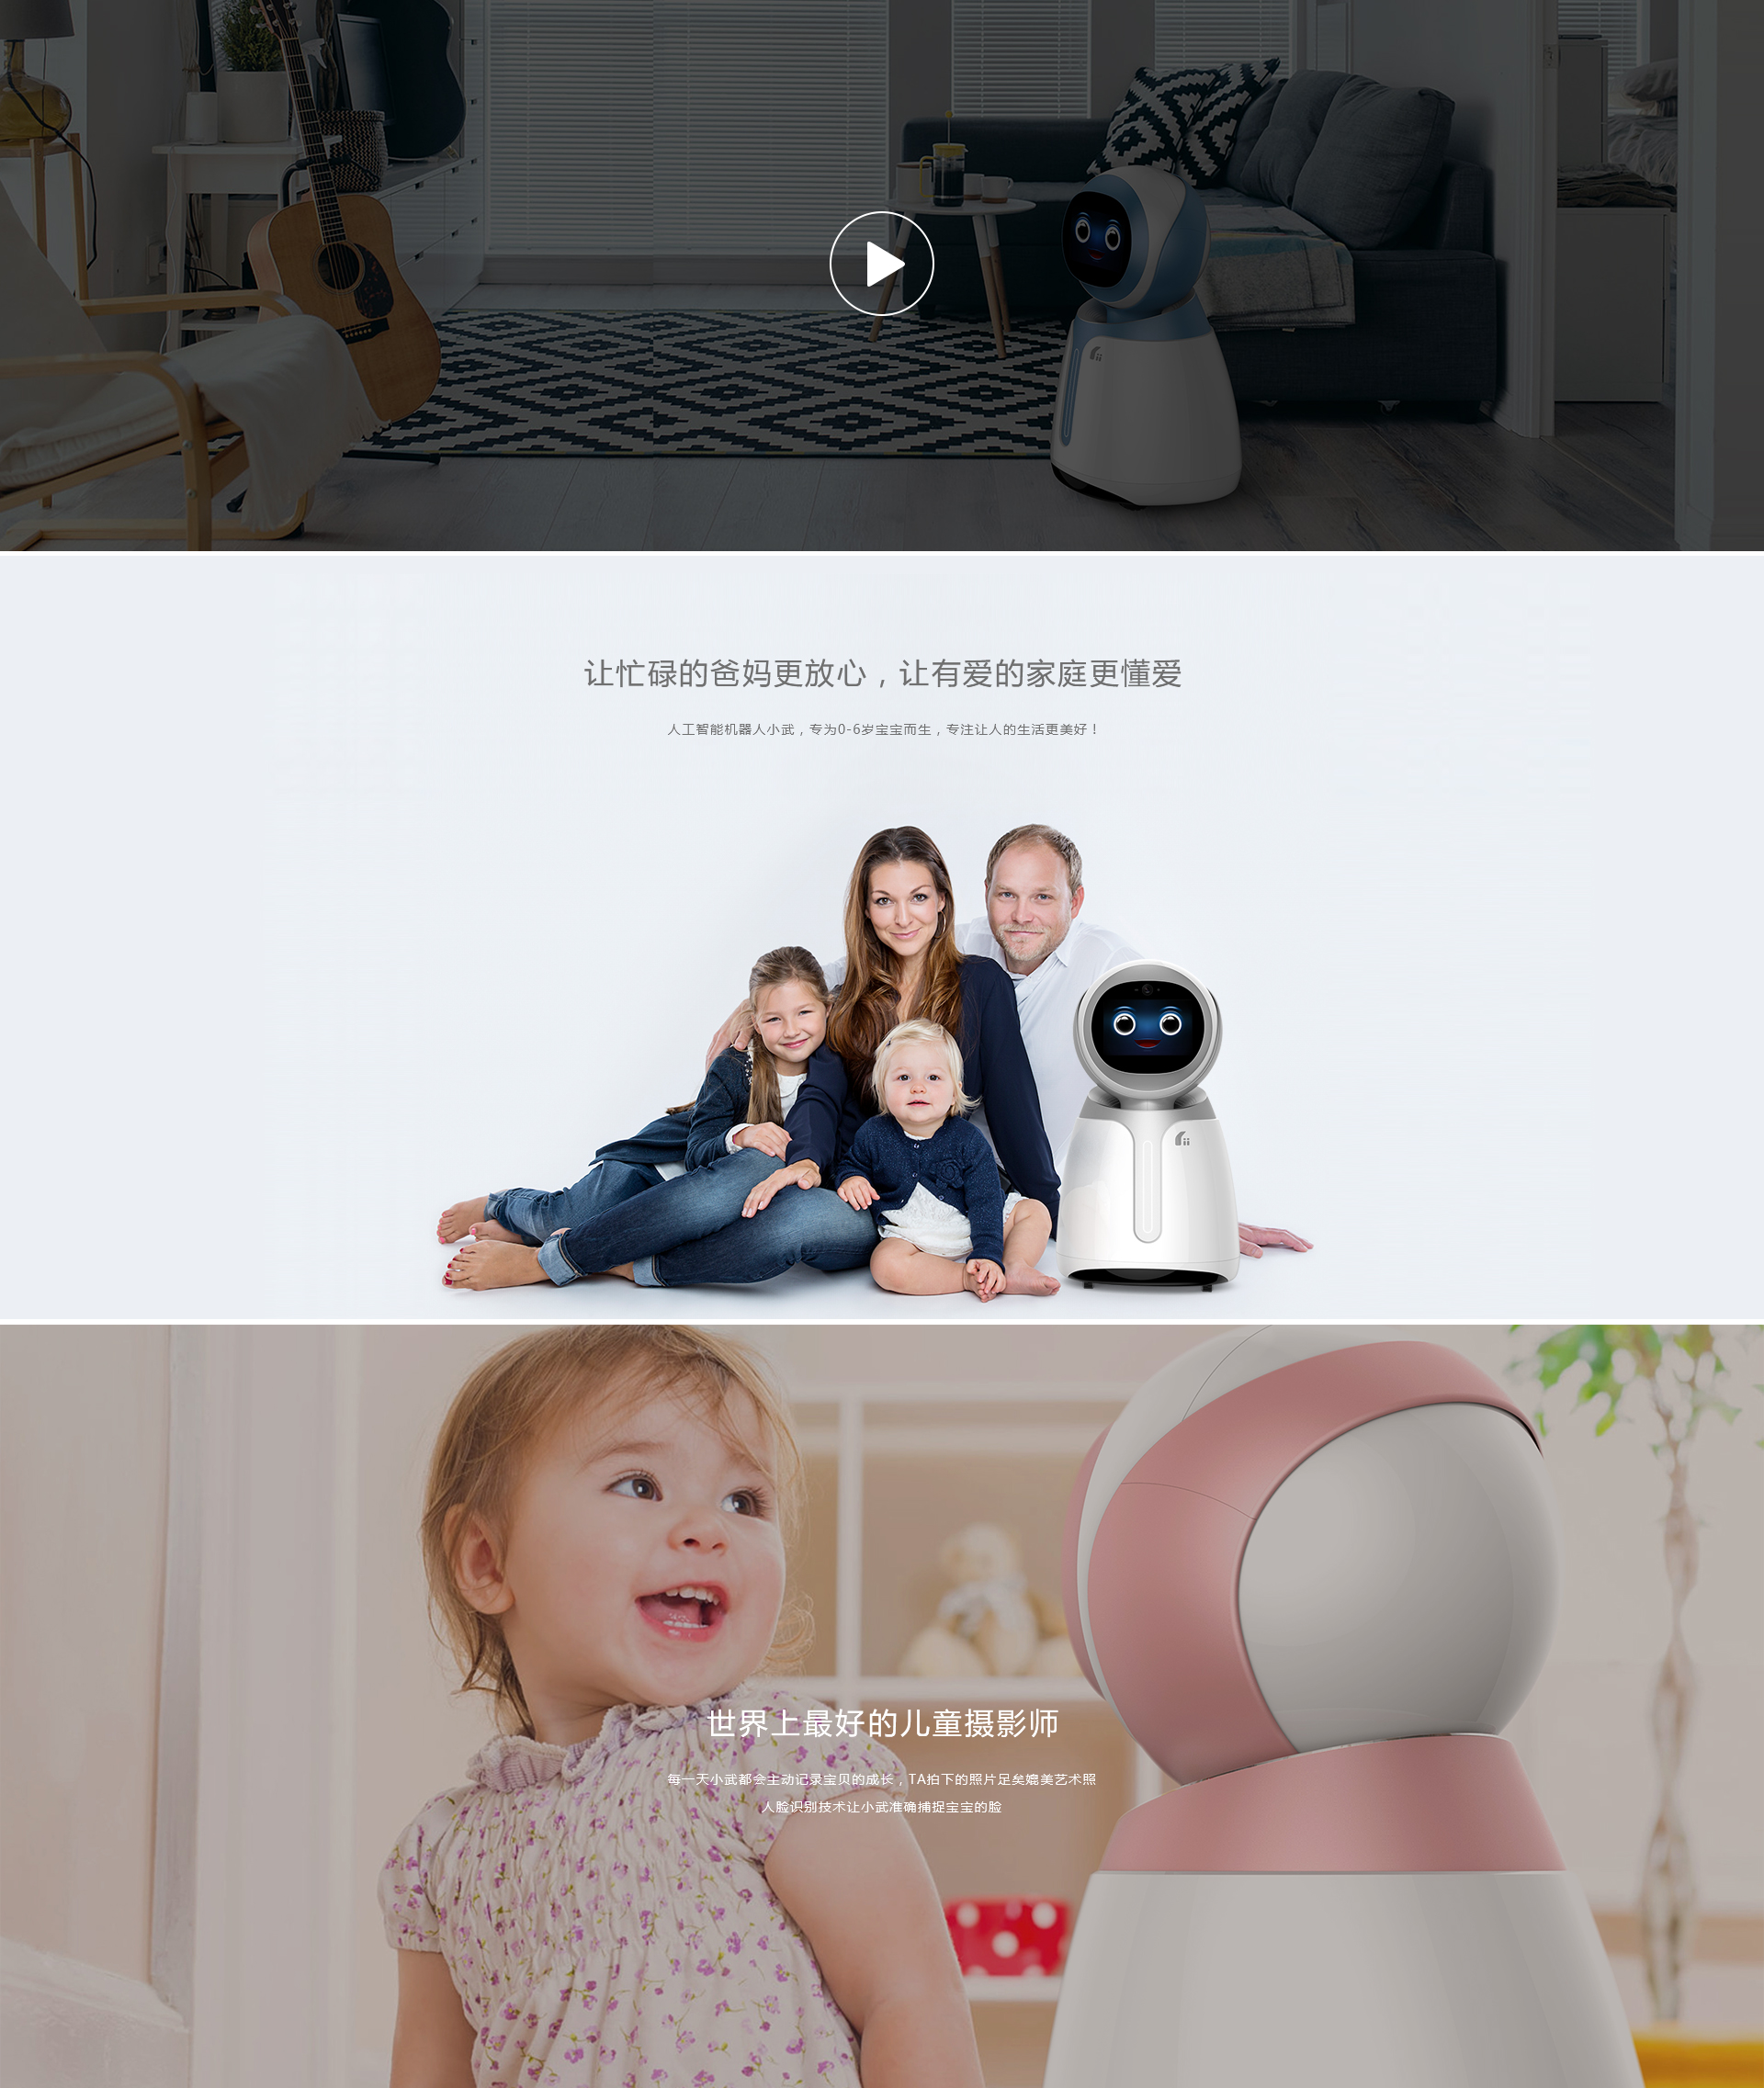 让忙碌的爸妈更放心，让有爱的家庭更懂爱
人工智能机器人小武，专为0-6岁宝宝而生，专注让人的生活更美好！
ii
世界上最好的儿童摄影师
每一天小武都会主动记录宝贝的成长，TA拍下的照片足矣媲美艺术照
人脸识别技术让小武准确捕捉宝宝的脸